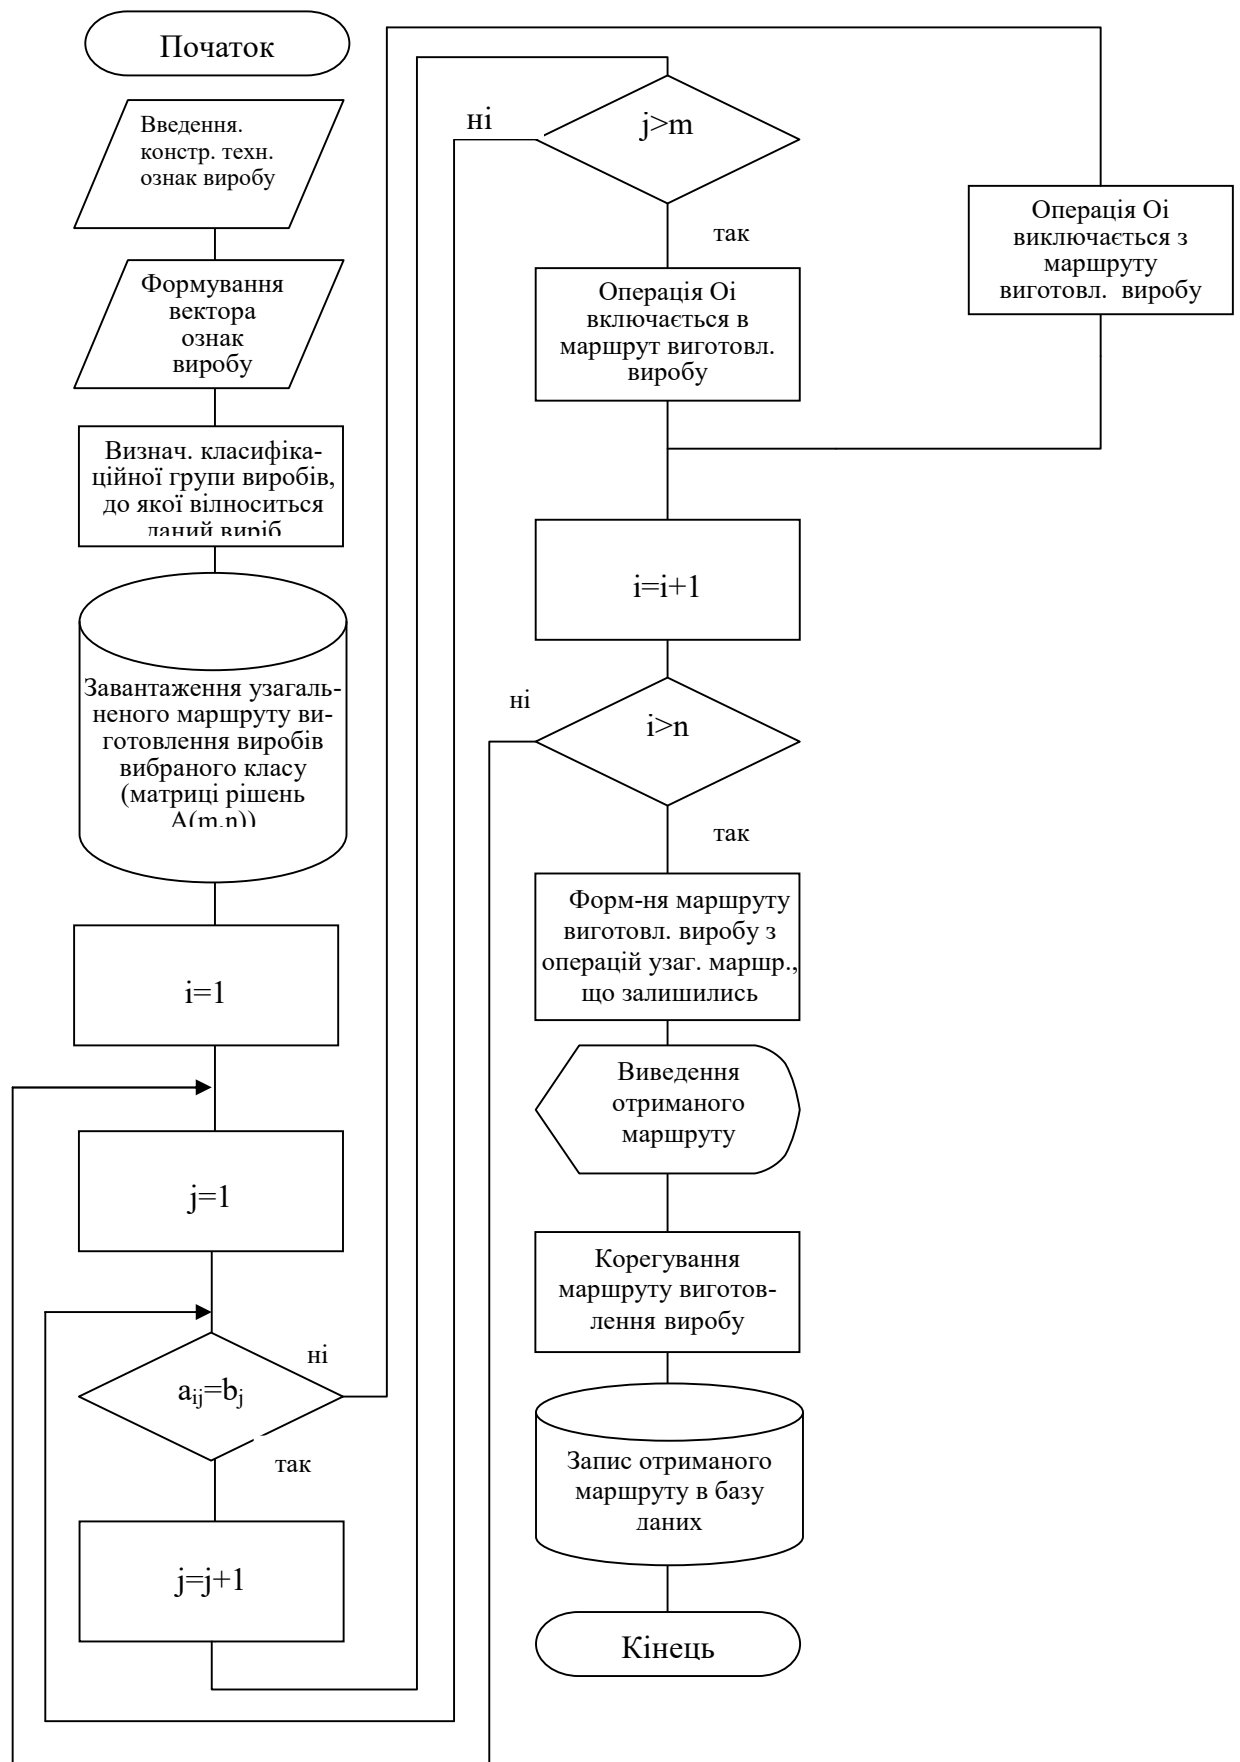 Початок
Введення.
констр. техн.
ознак виробу
Формування
вектора
ознак
виробу
Визнач. класифіка-
ційної групи виробів,
до якої вілноситься
даний виріб
Завантаження узагаль-
неного маршруту ви-
готовлення виробів
вибраного класу
(матриці рішень
A(m,n))
i=1
j=1
ні
aij=bj
так
j=j+1
ні
j>m
так
Операція Оі
включається в
маршрут виготовл.
виробу
Операція Оі
виключається з
маршруту
виготовл. виробу
i=i+1
ні
i>n
так
Форм-ня маршруту
виготовл. виробу з
операцій узаг. маршр.,
що залишились
Виведення
отриманого
маршруту
Корегування
маршруту виготов-
лення виробу
Запис отриманого
маршруту в базу
даних
Кінець